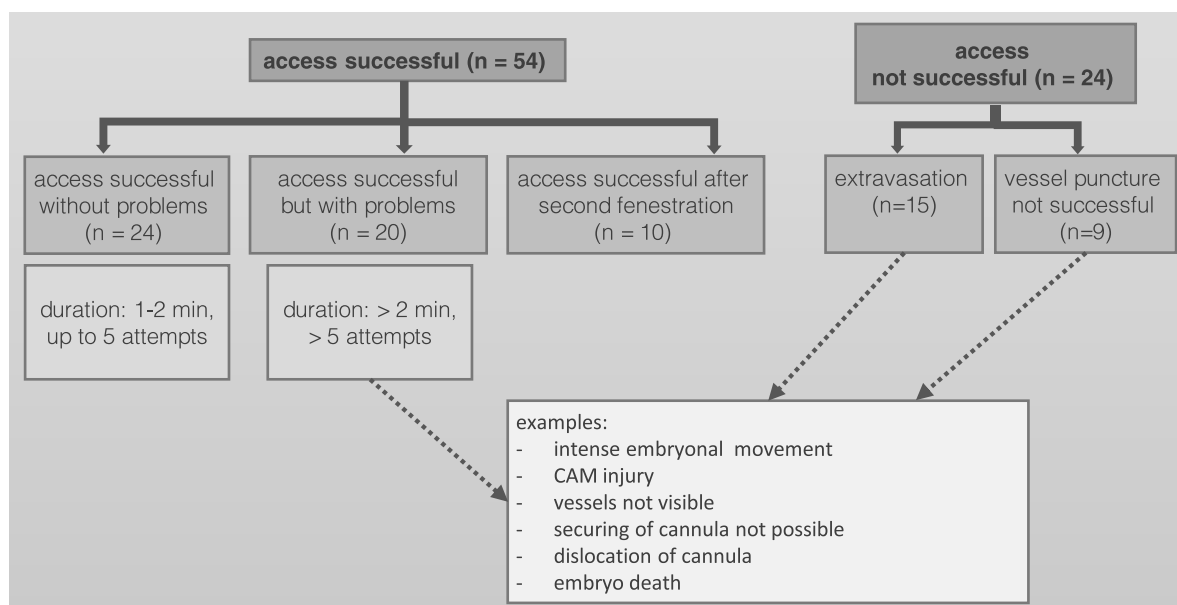 access successful (n = 54)
access
not successful (n = 24)
access successful
without problems
(n = 24)
access successful
but with problems
(n = 20)
access successful after
second fenestration
(n = 10)
extravasation
(n=15)
vessel puncture
not successful
(n=9)
duration: 1-2 min,
up to 5 attempts
duration: > 2 min,
> 5 attempts
examples:
- intense embryonal movement
- CAM injury
- vessels not visible
- securing of cannula not possible
- dislocation of cannula
- embryo death